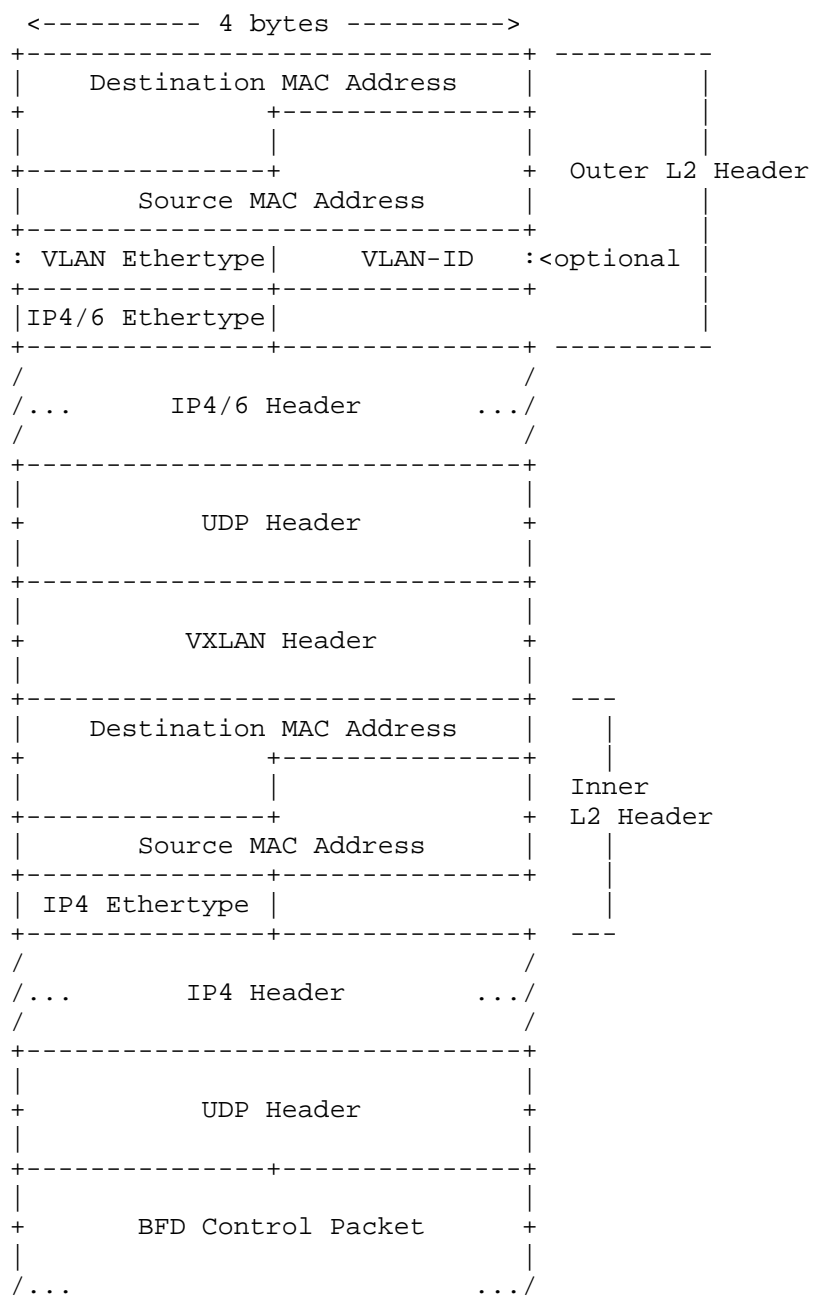 <---------- 4 bytes ---------->
Destination MAC Address
Outer L2 Header
Source MAC Address
: VLAN Ethertype| VLAN-ID :<optional
|IP4/6 Ethertype|
/... IP4/6 Header .../
UDP Header
VXLAN Header
Destination MAC Address
Inner
L2 Header
Source MAC Address
| IP4 Ethertype |
/... IP4 Header .../
UDP Header
BFD Control Packet
/... .../